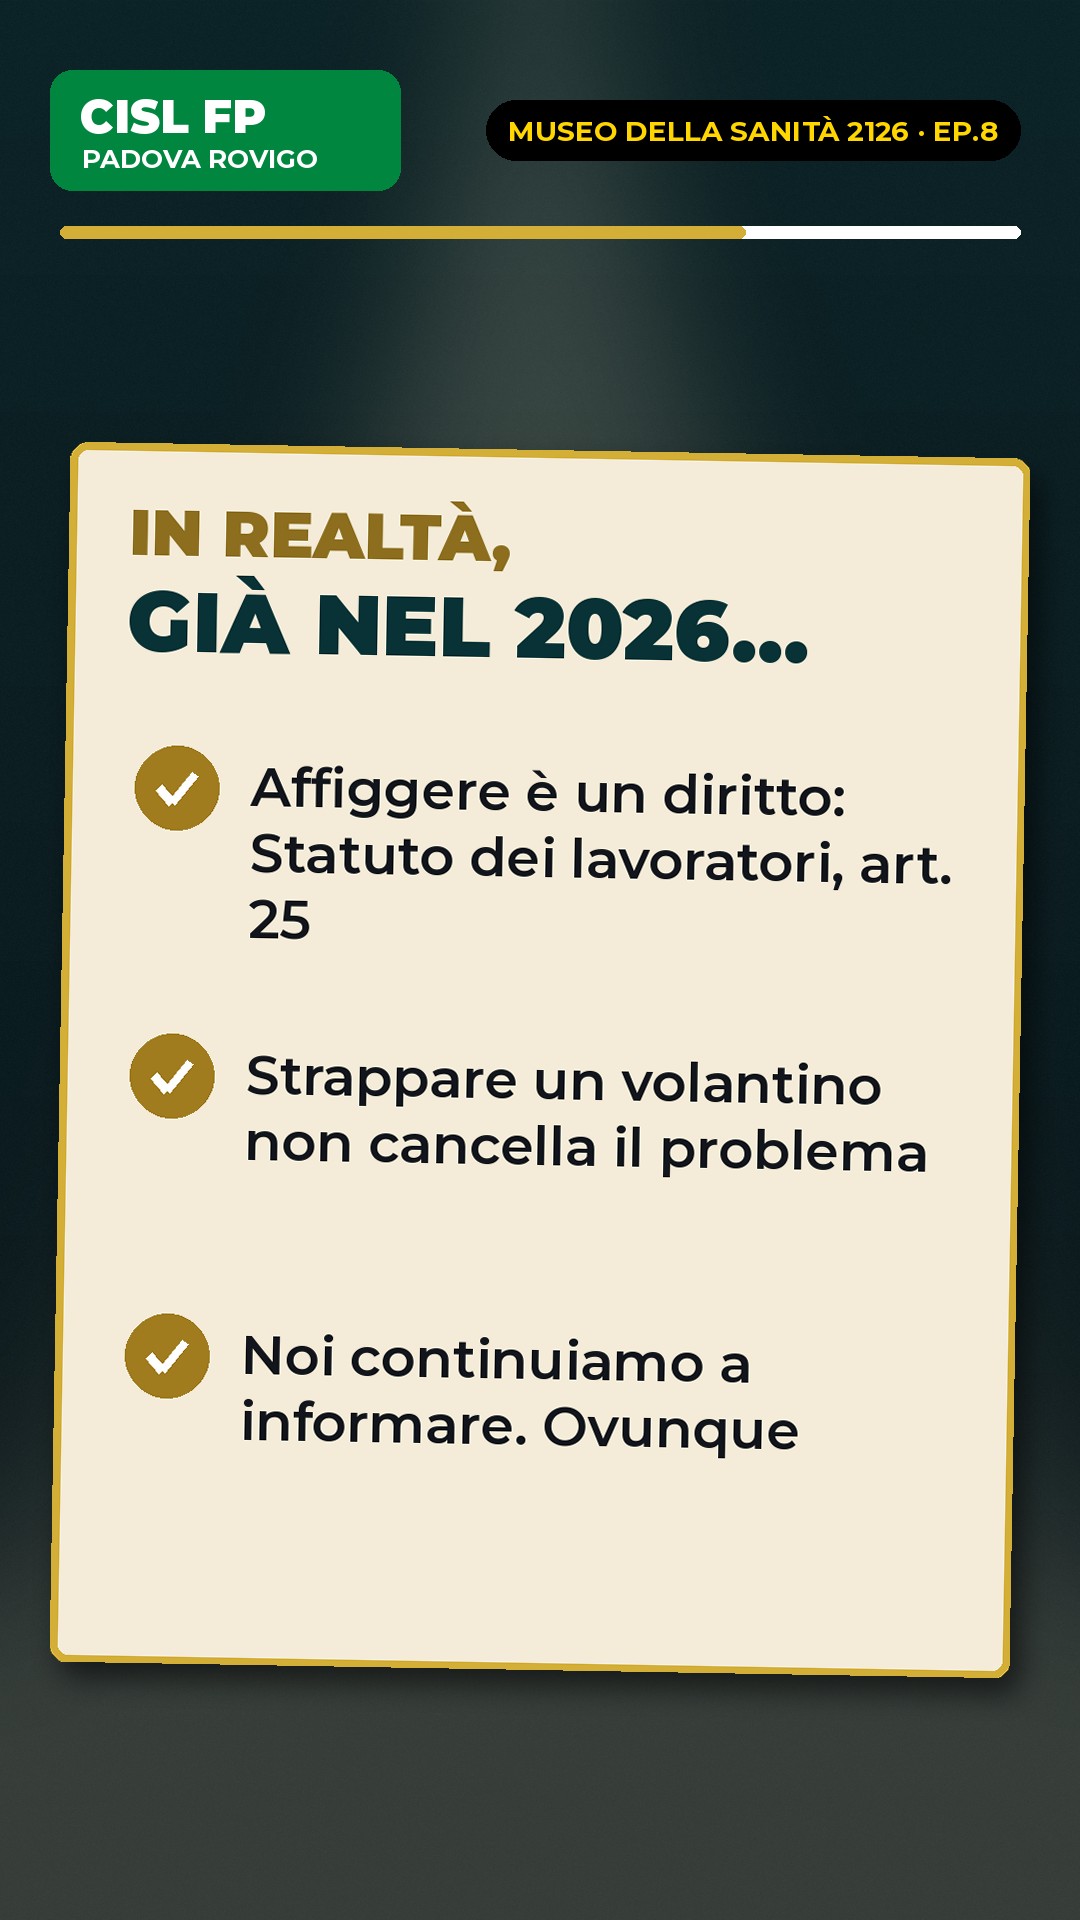 CISL FP
PADOVA ROVIGO
MUSEO DELLA SANITÀ 2126 · EP.8
IN REALTÀ,
GIÀ NEL 2026...
Affiggere è un diritto:
Statuto dei lavoratori, art.
25
Strappare un volantino
non cancella il problema
Noi continuiamo a
informare. Ovunque